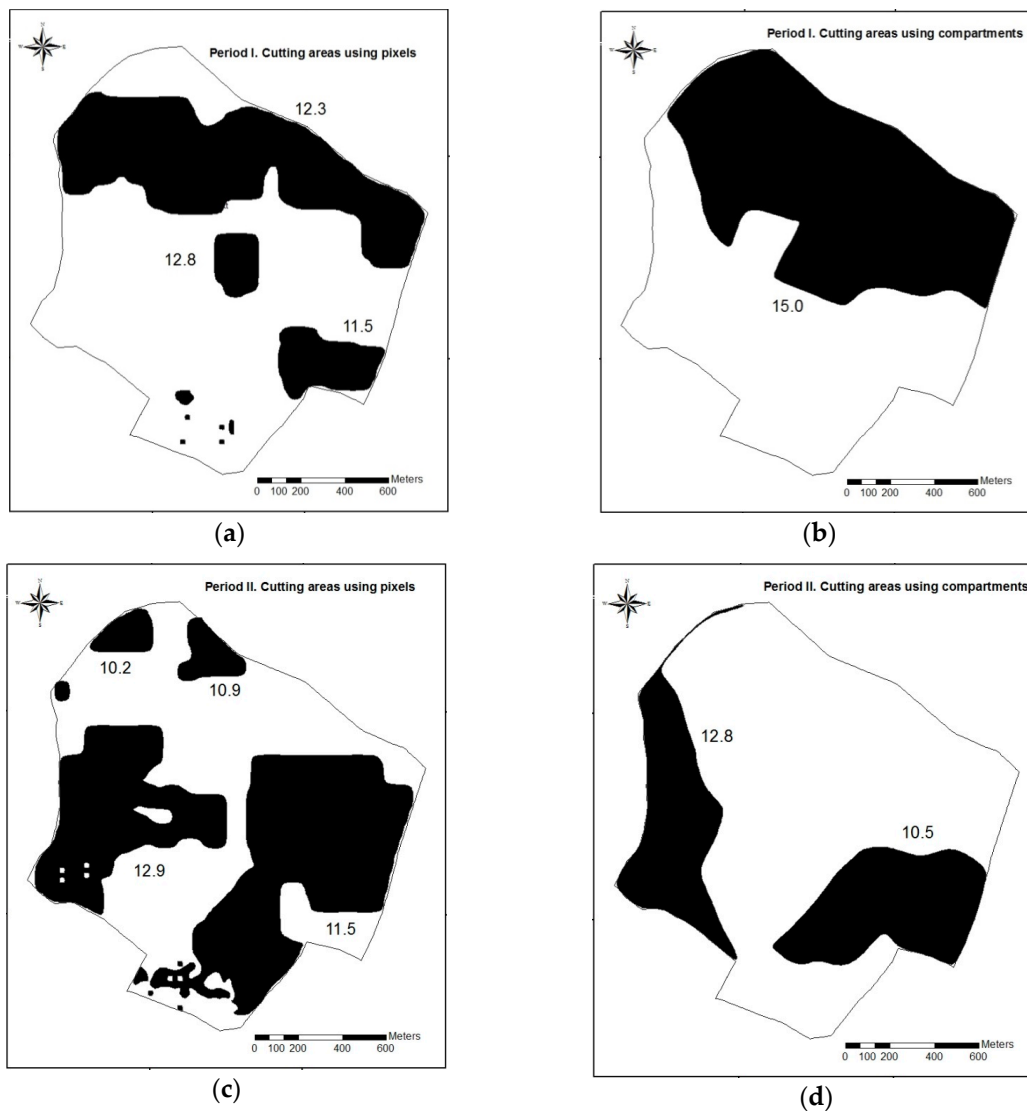 Period I. Cutting areas using pixels
12.3
12.8
11.5
Meters
0 100 200 400 600
(a)
Period I. Cutting areas using compartments
15.0
Meters
0 100 200 400 600
(b)
Period II. Cutting areas using pixels
10.2
10.9
12.9
11.5
Meters
0 100 200 400 600
(c)
Period II. Cutting areas using compartments
12.8
10.5
Meters
0 100 200 400 600
(d)